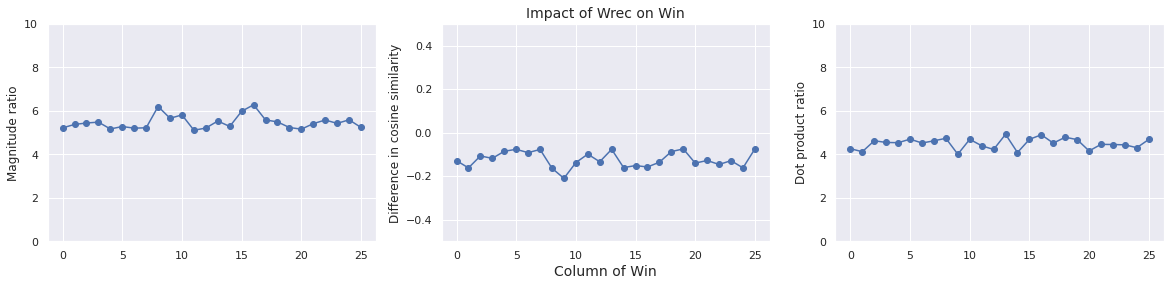 Impact of Wrec on Win
Magnitude ratio
10
8
6
4
2
0
0 5 10 15 20 25
Difference in cosine similarity
0.4
0.2
0.0
−0.2
−0.4
0 5 10 15 20 25
Column of Win
Dot product ratio
10
8
6
4
2
0
0 5 10 15 20 25